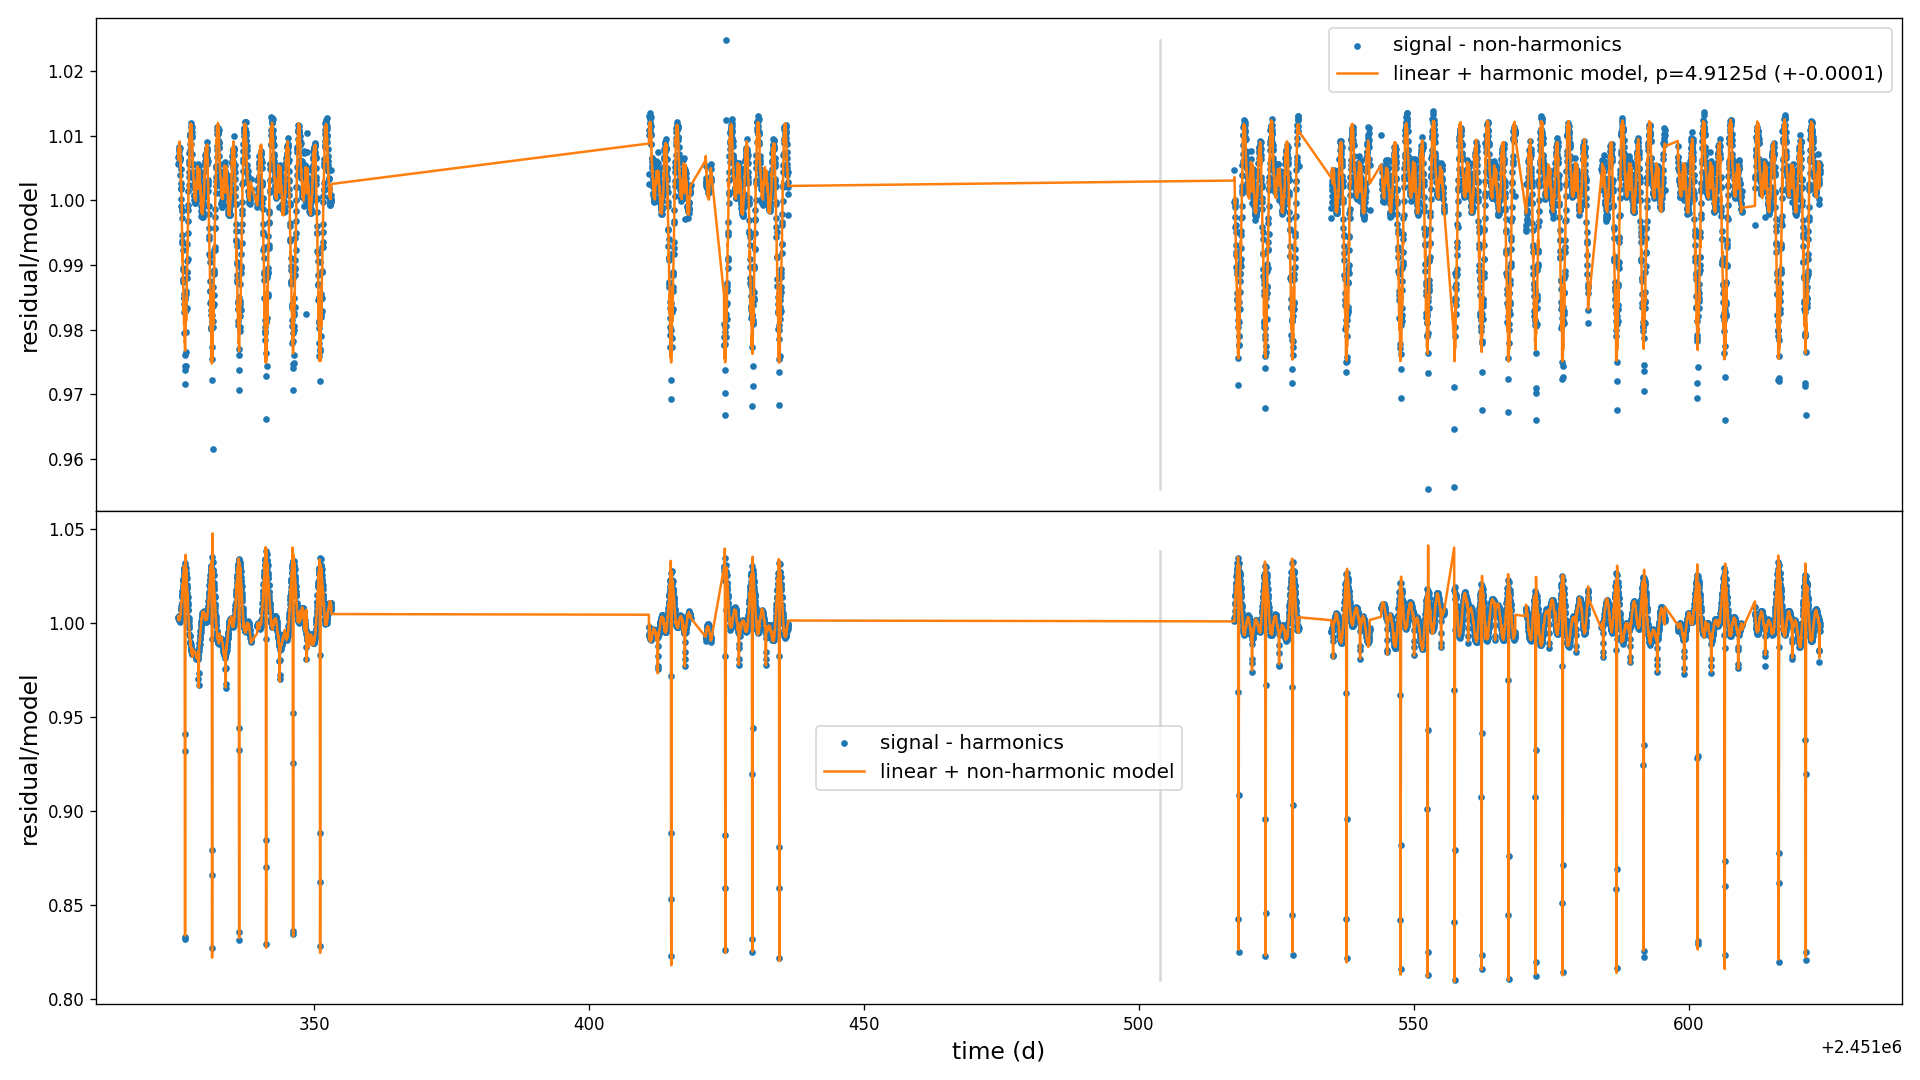 1.02
1.01
1.00
0.99
0.98
0.97
0.96
residual/model
signal - non-harmonics
linear + harmonic model, p=4.9125d (+-0.0001)
1.05
1.00
0.95
0.90
0.85
0.80
residual/model
signal - harmonics
linear + non-harmonic model
350
400
450
500
550
600
time (d)
+2.451e6